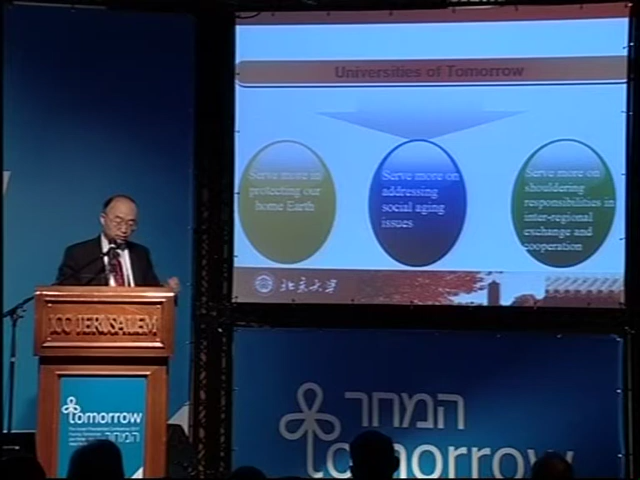 Universities of Tomorrow
Serve more in
protecting our
home Earth
Serve more on
addressing
social aging
issues
Serve more on
shouldering
responsibilities in
inter-regional
exchange and
cooperation
北京大学
ICC JERUSALEM
tomorrow
המחר
המחר
tomorrow